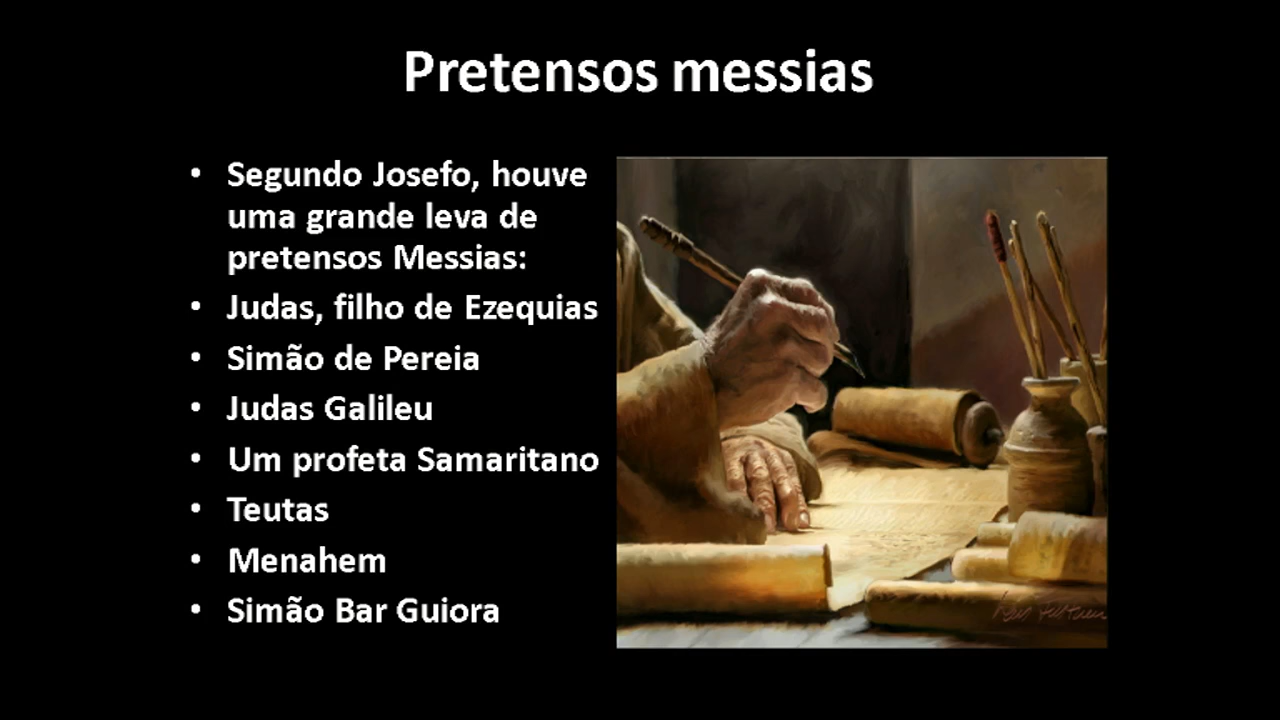 Pretensos messias
• Segundo Josefo, houve
uma grande leva de
pretensos Messias:
• Judas, filho de Ezequias
• Simão de Pereia
• Judas Galileu
• Um profeta Samaritano
• Teutas
• Menahem
• Simão Bar Guiora